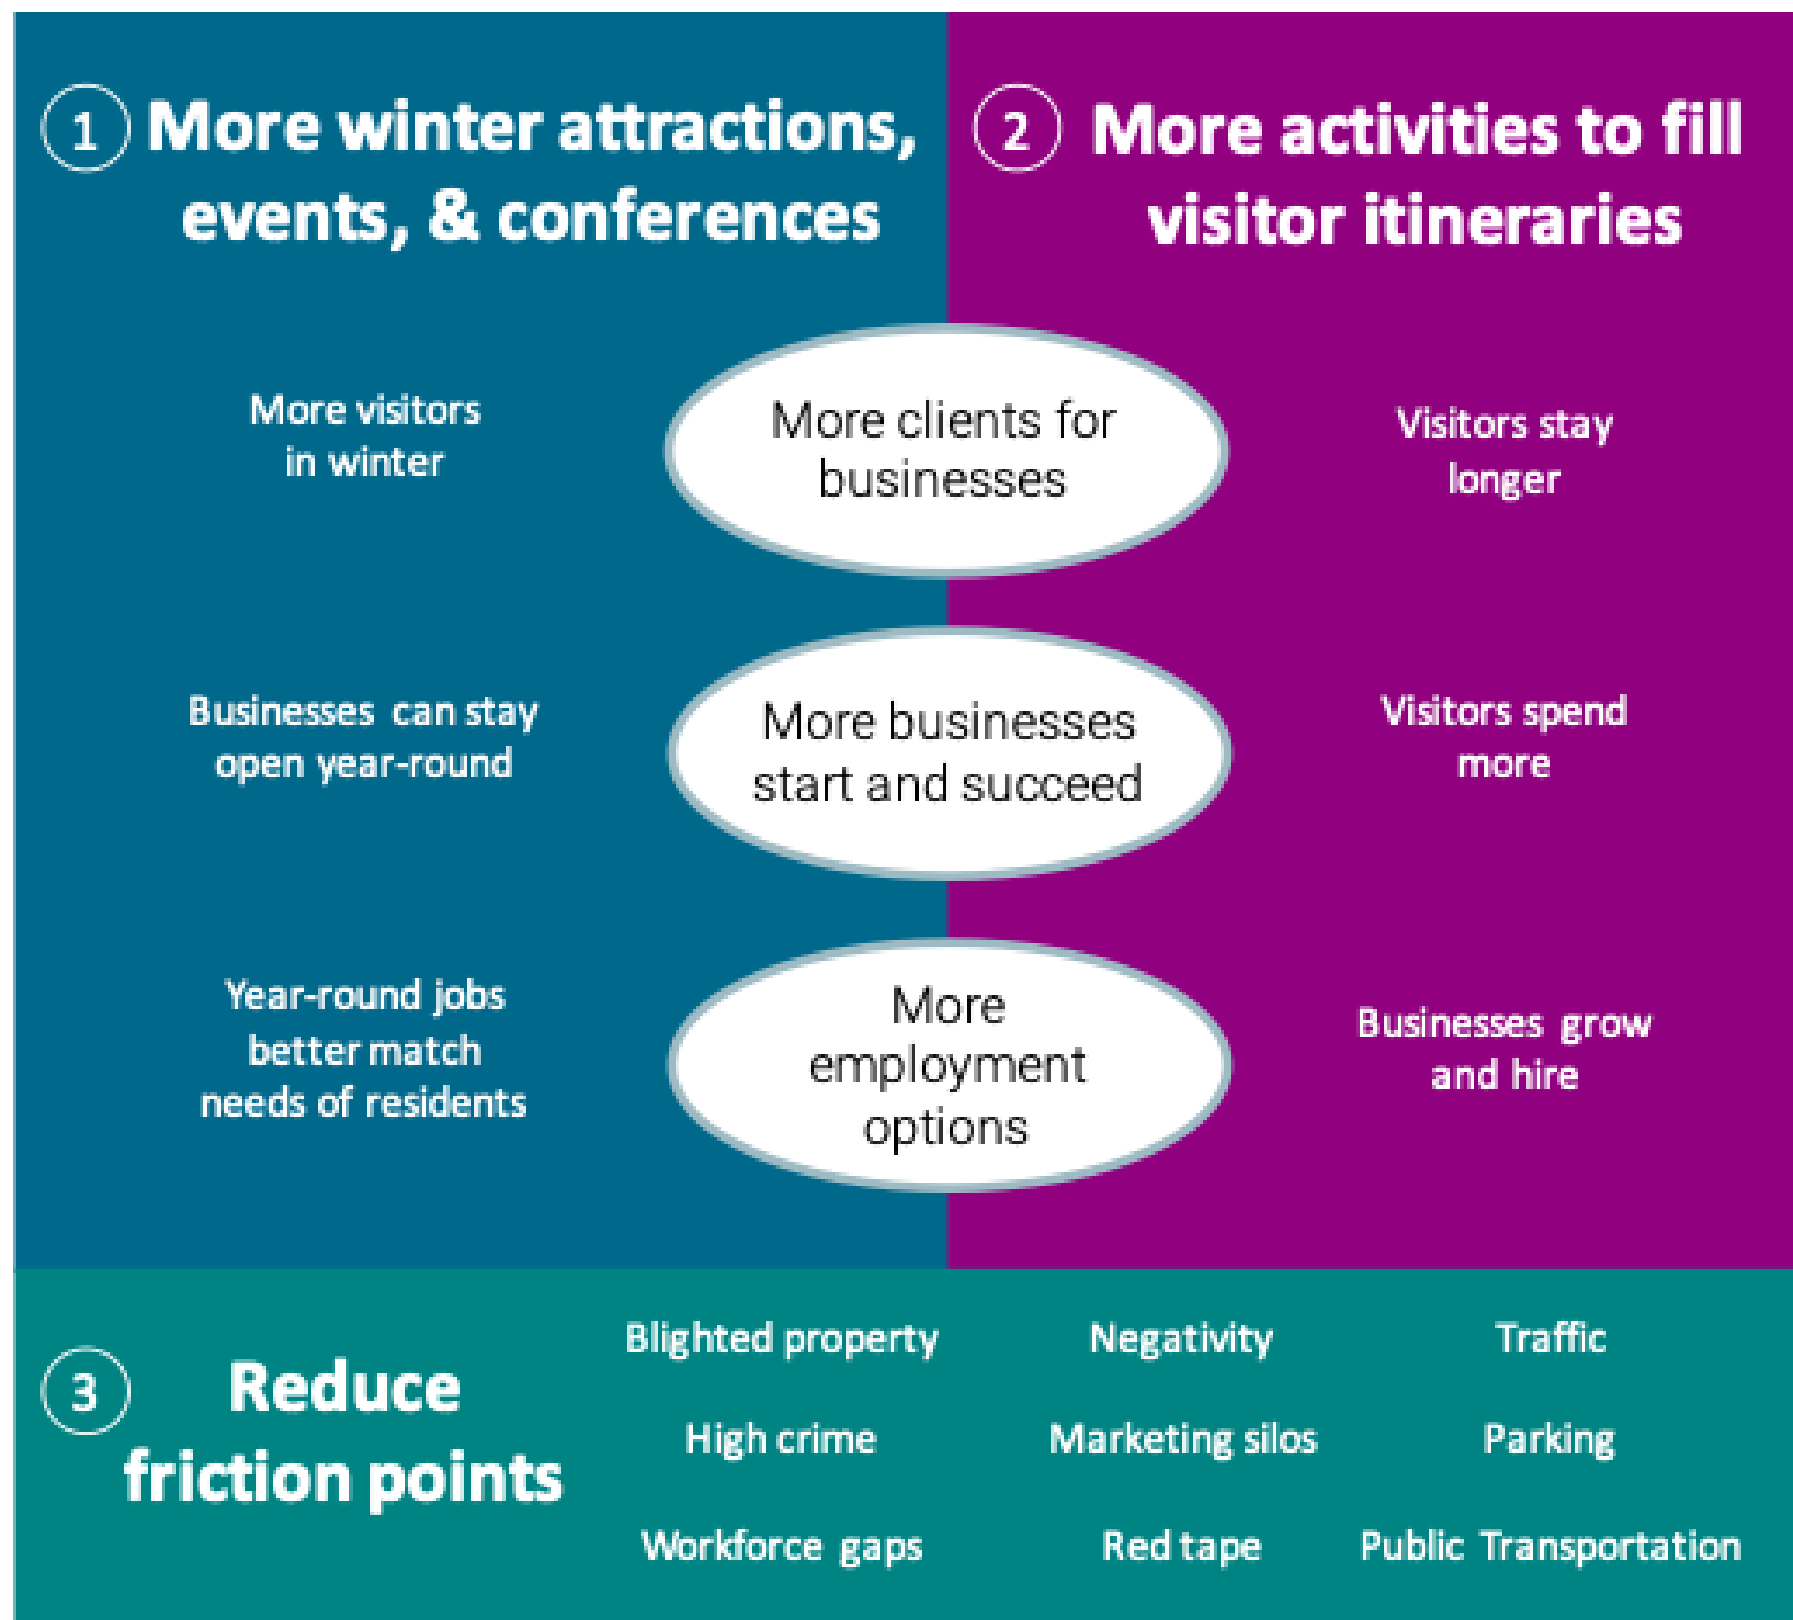 1
More winter attractions,
events, & conferences
More visitors
in winter
Businesses can stay
open year-round
Year-round jobs
better match
needs of residents
2
More activities to fill
visitor itineraries
More clients for
businesses
More businesses
start and succeed
More
employment
options
Visitors stay
longer
Visitors spend
more
Businesses grow
and hire
3
Reduce
friction points
Blighted property
Negativity
Traffic
High crime
Marketing silos
Parking
Workforce gaps
Red tape
Public Transportation